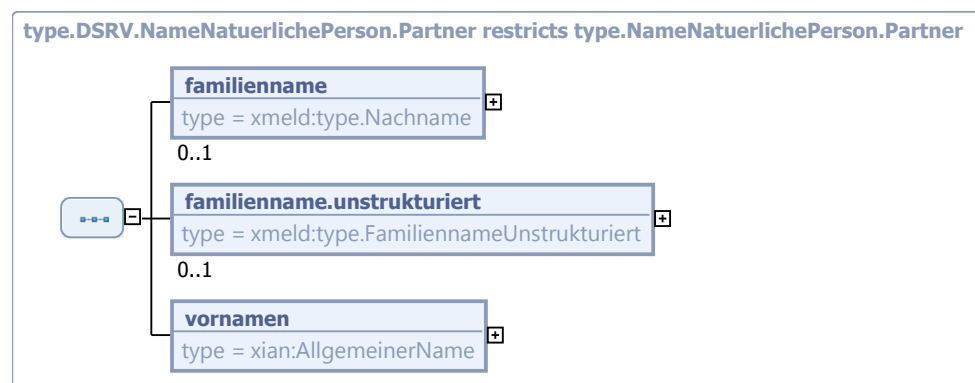 type.DSRV.NameNatuerlichePerson.Partner restricts type.NameNatuerlichePerson.Partner
familienname
type = xmeld:type.Nachname
0..1
familienname.unstrukturiert
type = xmeld:type.FamiliennameUnstrukturiert
0..1
vornamen
type = xian:AllgemeinerName